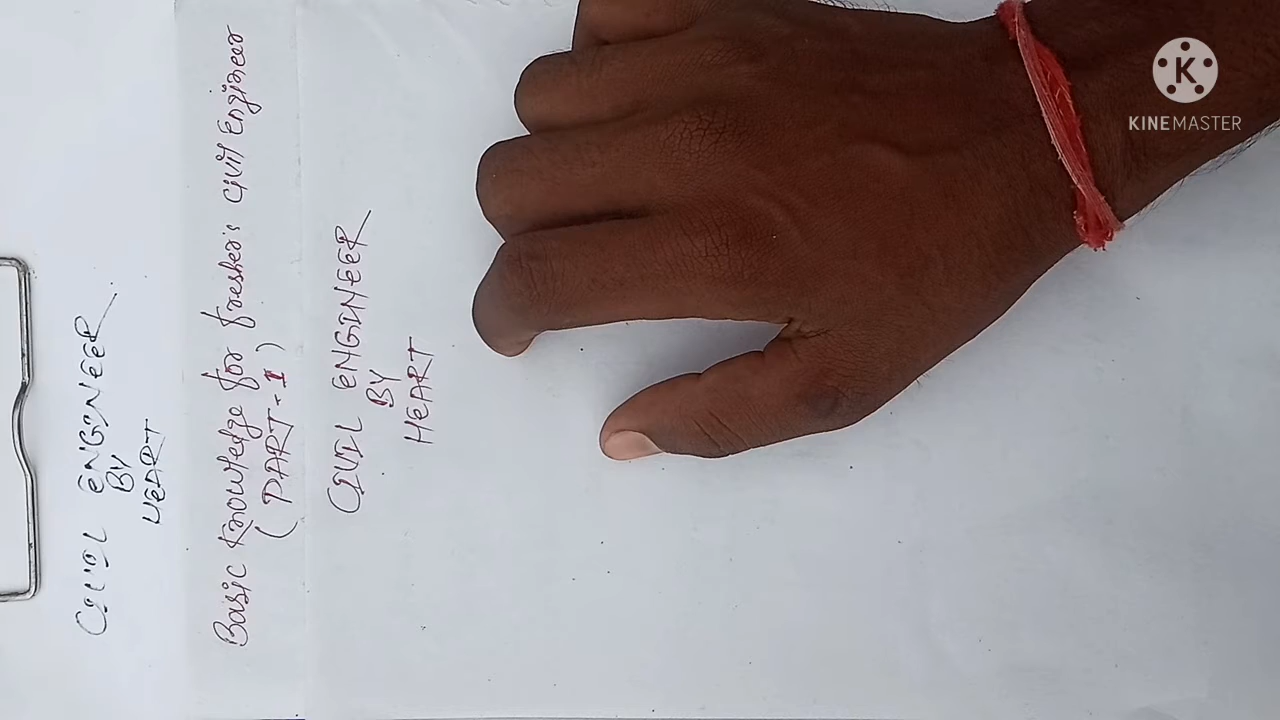 CIVIL ENGINEER
BY
HEART
Basic Knowledge for fresher's civil Engineer
(PART-I)
CIVIL ENGINEER
BY
HEART
KINEMASTER